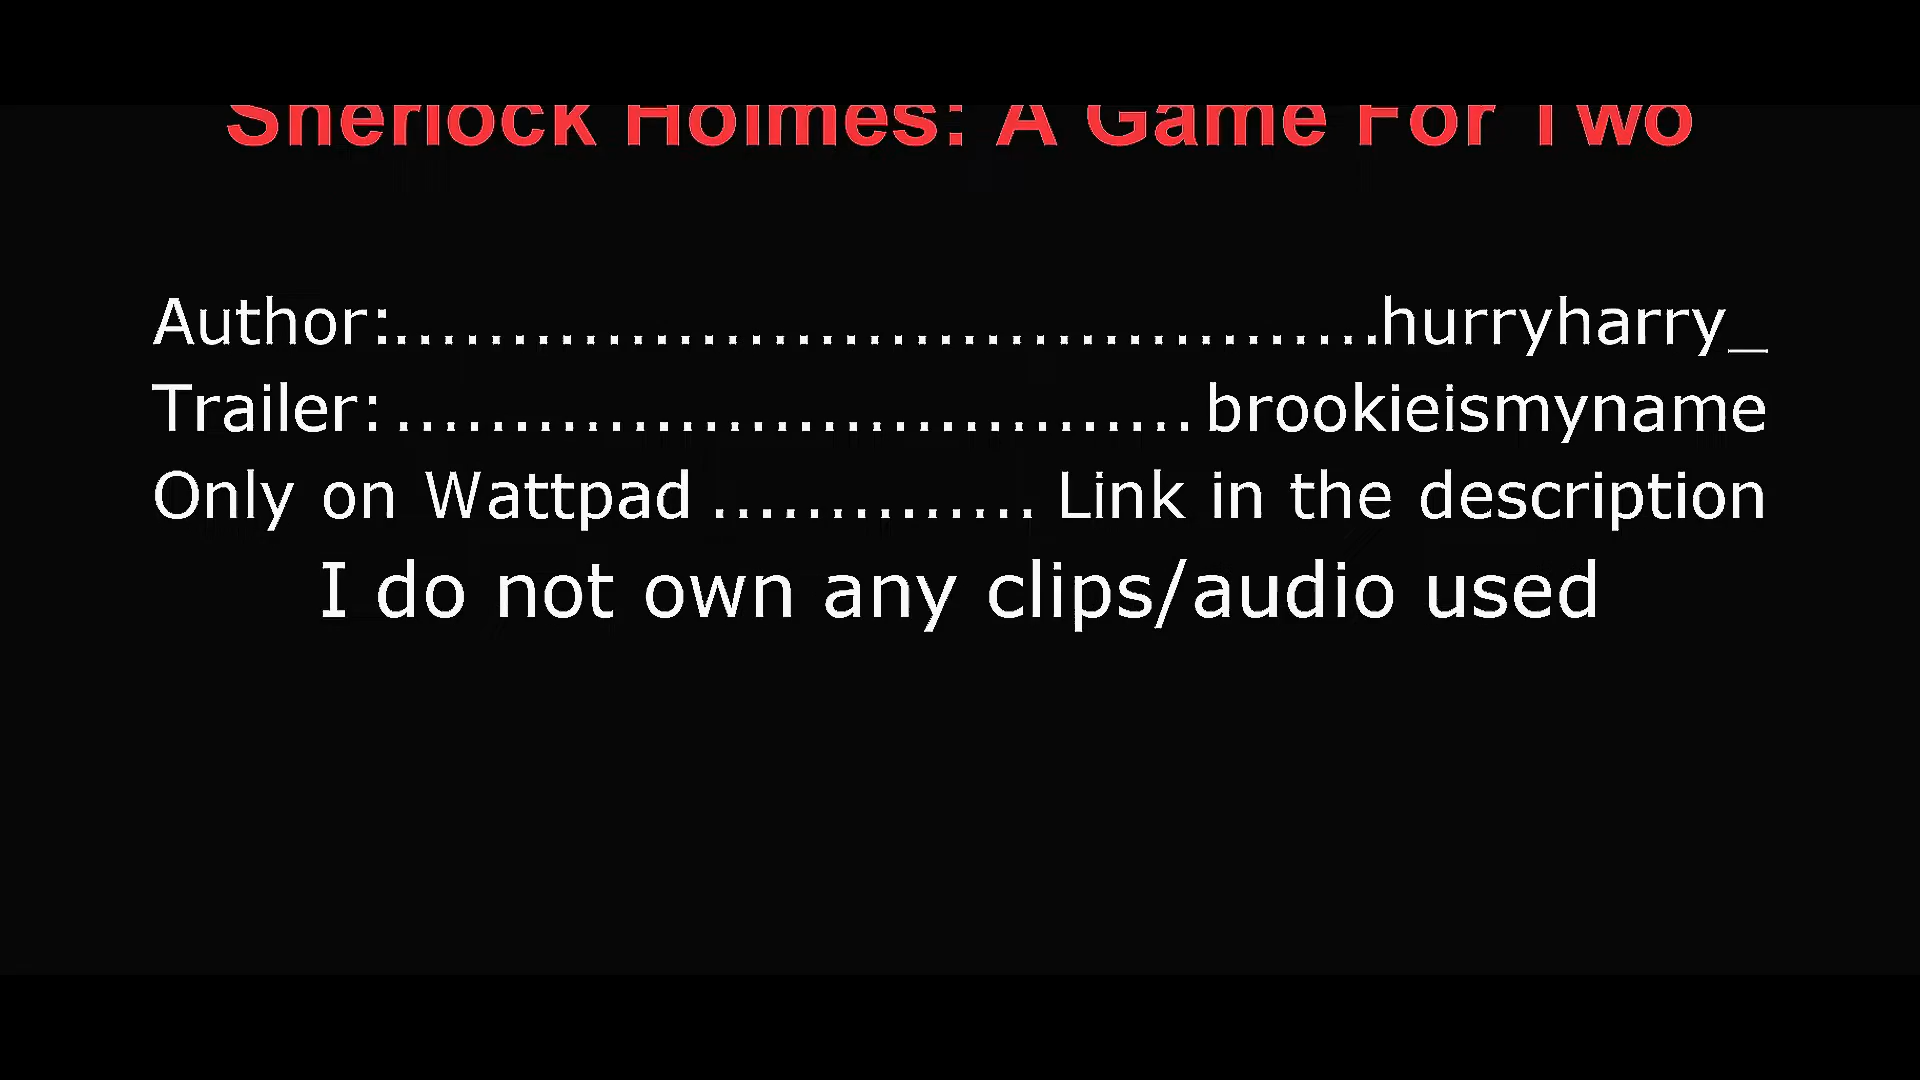 Sherlock Holmes: A Game For Two
Author:..........................................hurryharry_
Trailer:..................................brookieismyname
Only on Wattpad .............. Link in the description
I do not own any clips/audio used